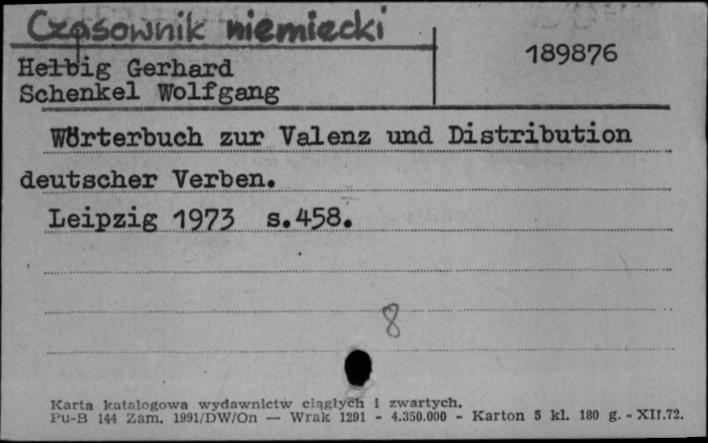 Czasownik niemiecki
189876
Helbig Gerhard
Schenkel Wolfgang
Wörterbuch zur Valenz und Distribution
deutscher Verben.
Leipzig 1973 s.458.
8
Karta katalogowa wydawnictw ciągłych i zwartych.
Pu-B 144 Zam. 1991/DW/On — Wrak 1291 - 4.350.000 - Karton 5 kl. 180 g. - XII.72.